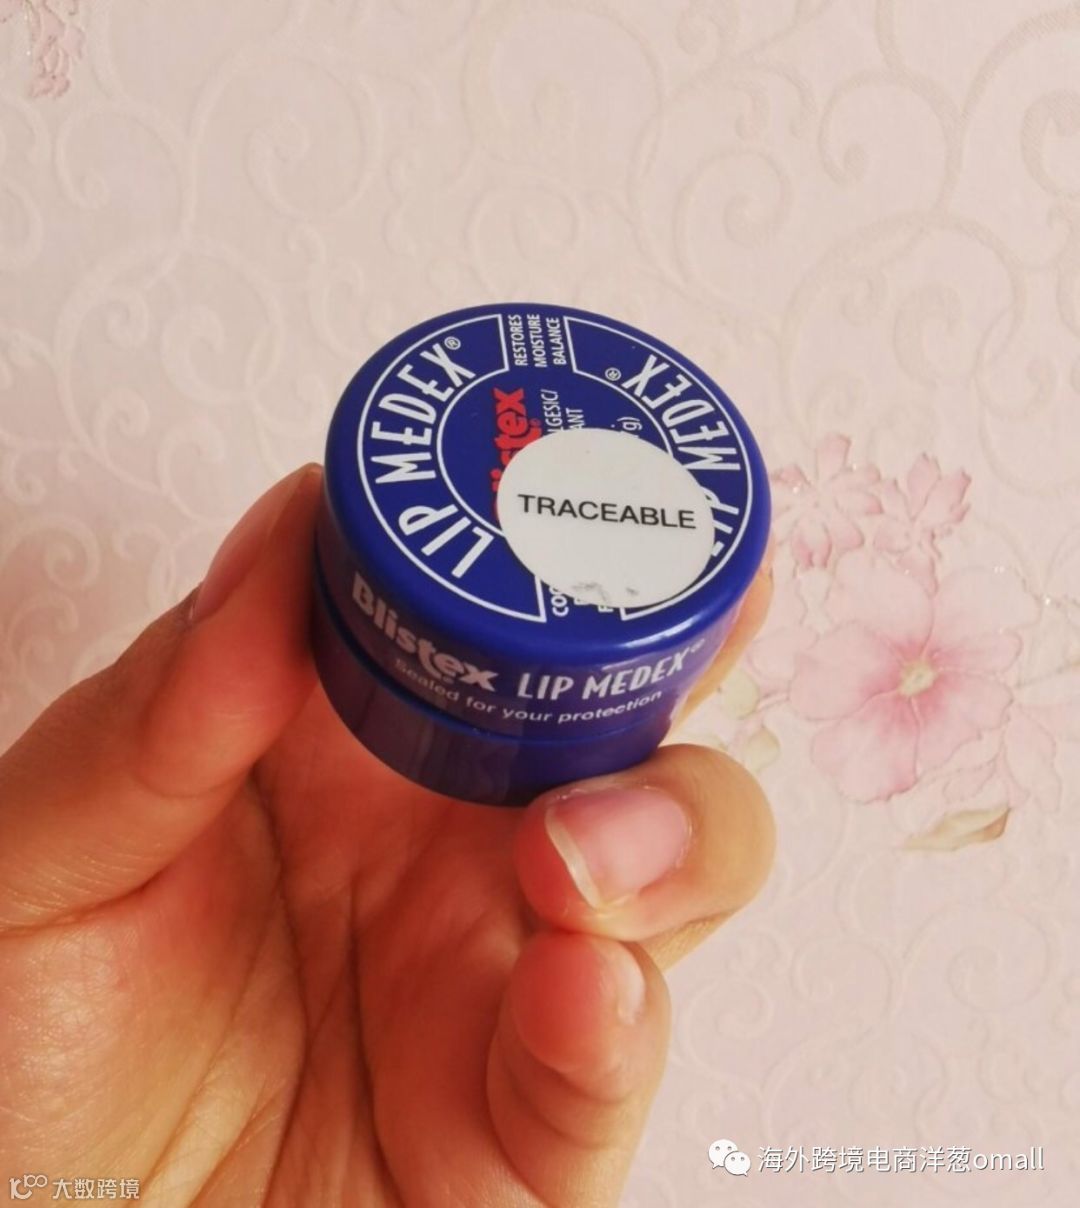 LIP MEDEX®
RESTORES
MOISTURE
BALANCE
LIP MEDEX®
TRACEABLE
Blistex LIP MEDEX®
Sealed for your protection
海外跨境电商洋葱omall
大数跨境